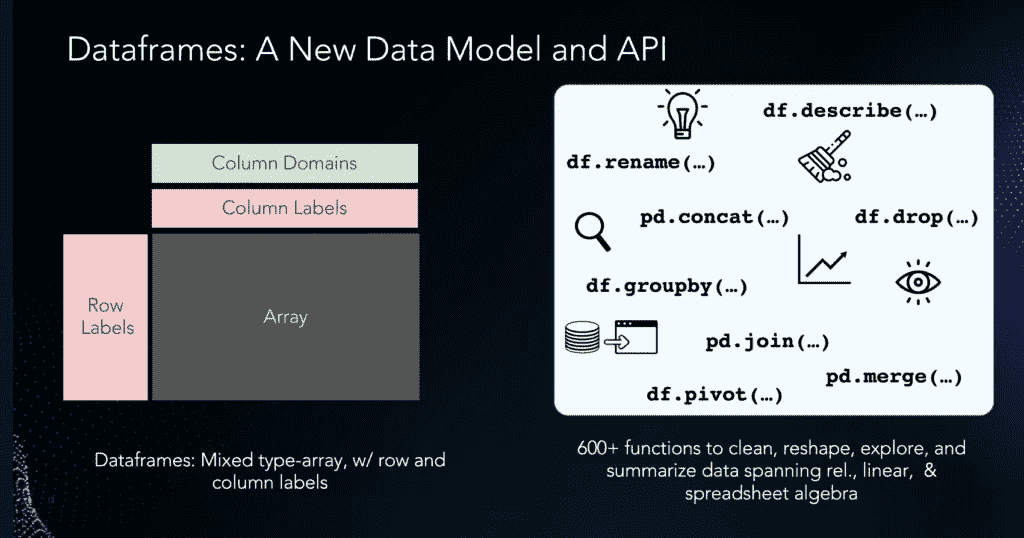 Dataframes: A New Data Model and API
Column Domains
Column Labels
Row
Labels
Array
Dataframes: Mixed type-array, w/ row and
column labels
df.describe(…)
df.rename(…)
pd.concat(…)
df.drop(…)
df.groupby(…)
pd.join(…)
pd.merge(…)
df.pivot(…)
600+ functions to clean, reshape, explore, and
summarize data spanning rel., linear, &
spreadsheet algebra